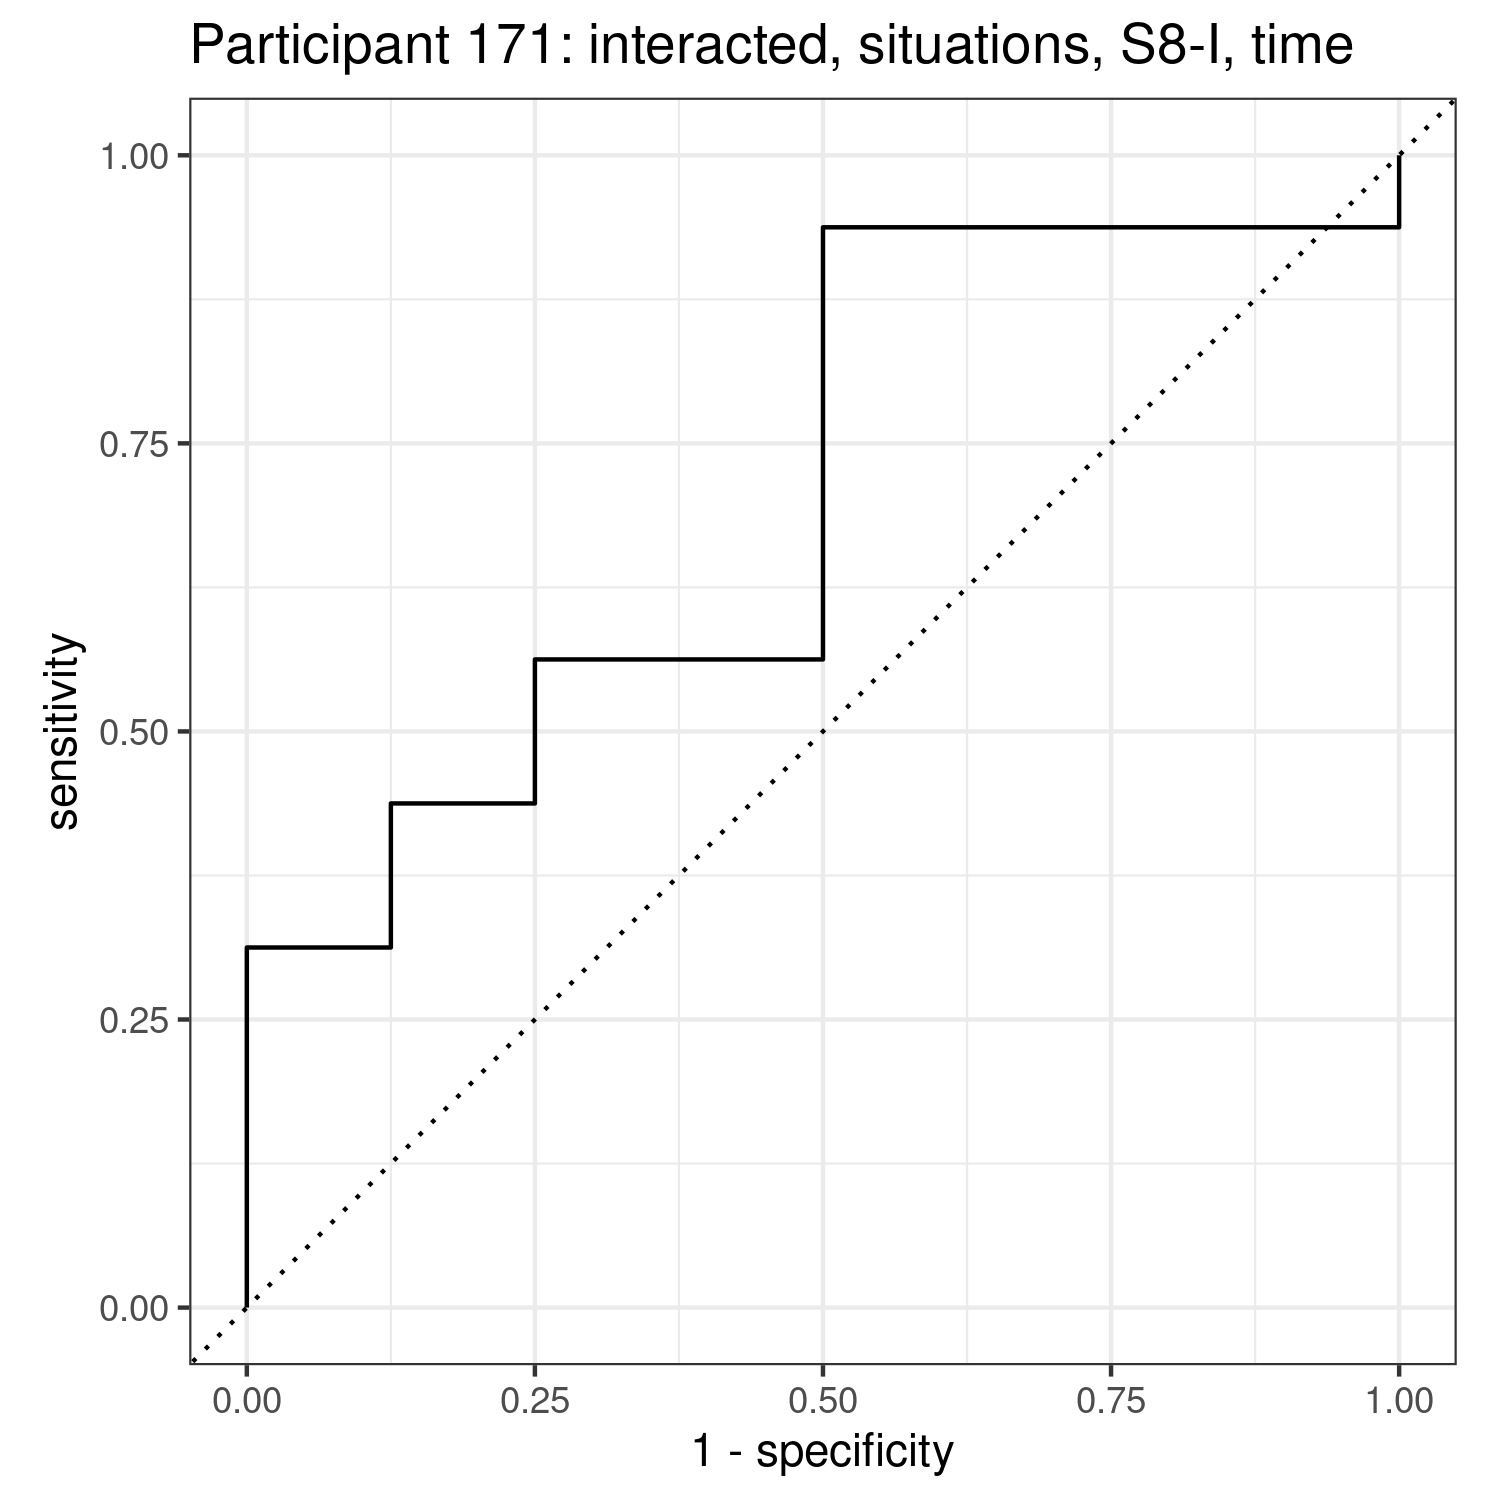 Participant 171: interacted, situations, S8-I, time
1.00
0.75
0.50
0.25
0.00
sensitivity
0.00 0.25 0.50 0.75 1.00
1 - specificity